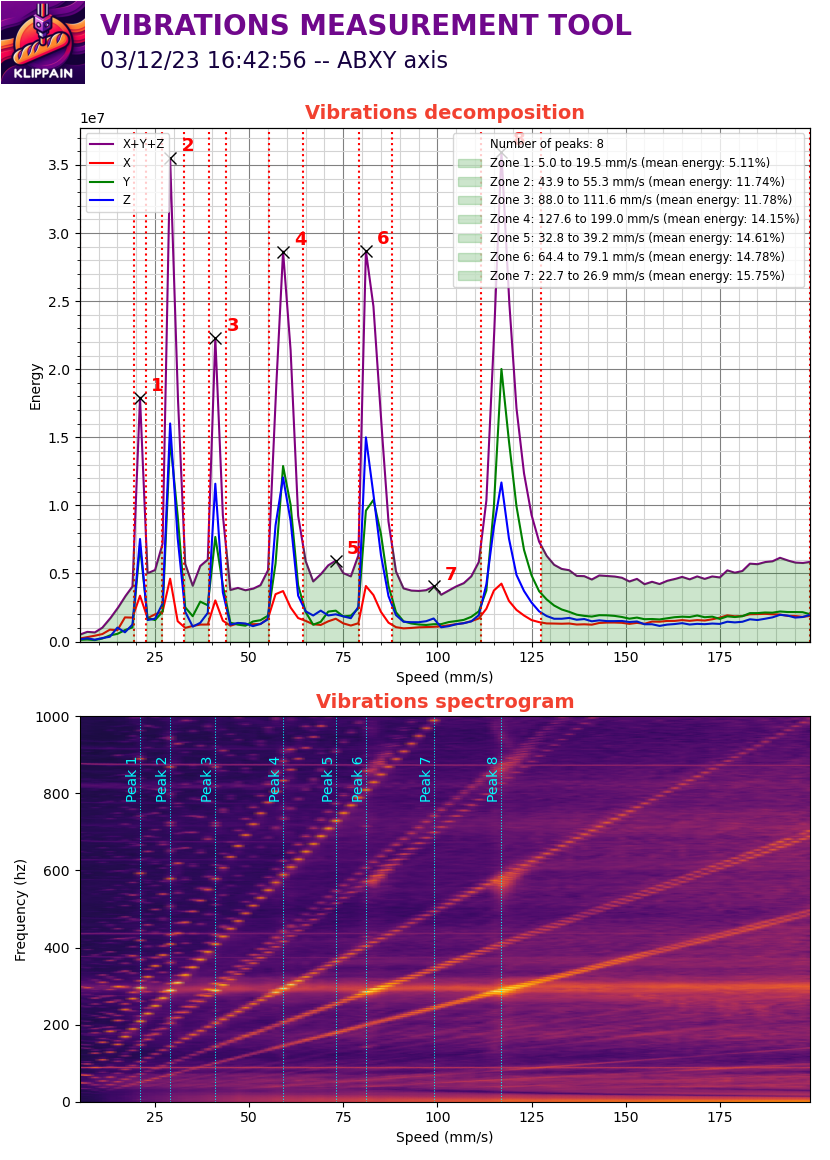 KLIPPAIN
VIBRATIONS MEASUREMENT TOOL
03/12/23 16:42:56 -- ABXY axis
Vibrations decomposition
1e7
X+Y+Z
X
Y
Z
Number of peaks: 8
Zone 1: 5.0 to 19.5 mm/s (mean energy: 5.11%)
Zone 2: 43.9 to 55.3 mm/s (mean energy: 11.74%)
Zone 3: 88.0 to 111.6 mm/s (mean energy: 11.78%)
Zone 4: 127.6 to 199.0 mm/s (mean energy: 14.15%)
Zone 5: 32.8 to 39.2 mm/s (mean energy: 14.61%)
Zone 6: 64.4 to 79.1 mm/s (mean energy: 14.78%)
Zone 7: 22.7 to 26.9 mm/s (mean energy: 15.75%)
1
2
3
4
5
6
7
3.5
3.0
2.5
2.0
1.5
1.0
0.5
0.0
Energy
25 50 75 100 125 150 175
Speed (mm/s)
Vibrations spectrogram
Peak 1
Peak 2
Peak 3
Peak 4
Peak 5
Peak 6
Peak 7
Peak 8
1000
800
600
400
200
0
Frequency (hz)
25 50 75 100 125 150 175
Speed (mm/s)